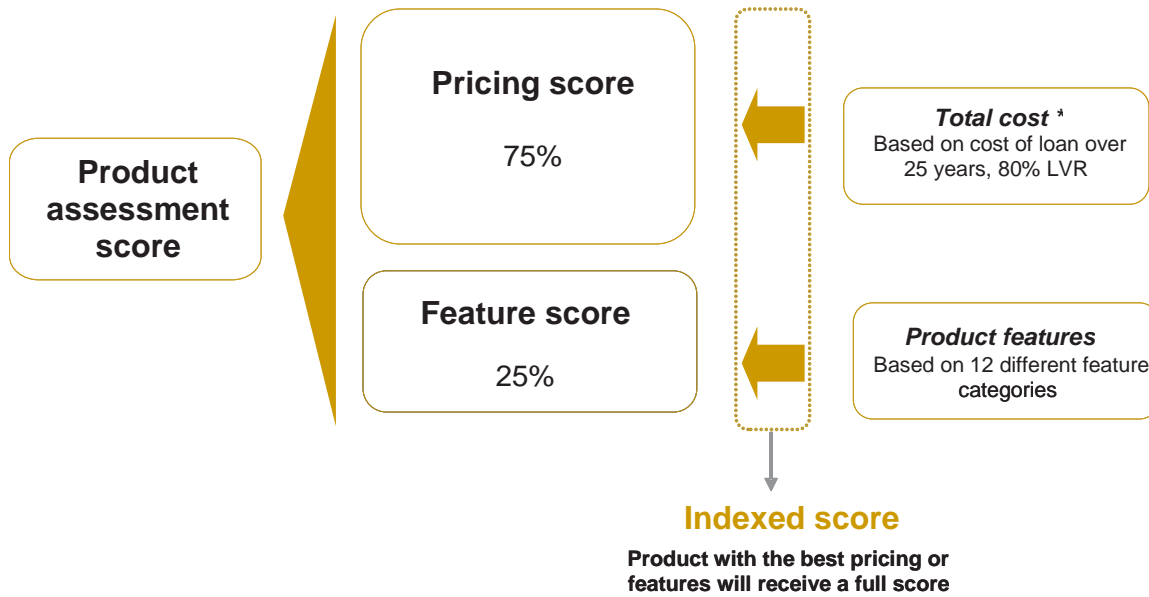 Product
assessment
score
Pricing score
75%
Feature score
25%
Total cost *
Based on cost of loan over
25 years, 80% LVR
Product features
Based on 12 different feature
categories
Indexed score
Product with the best pricing or
features will receive a full score